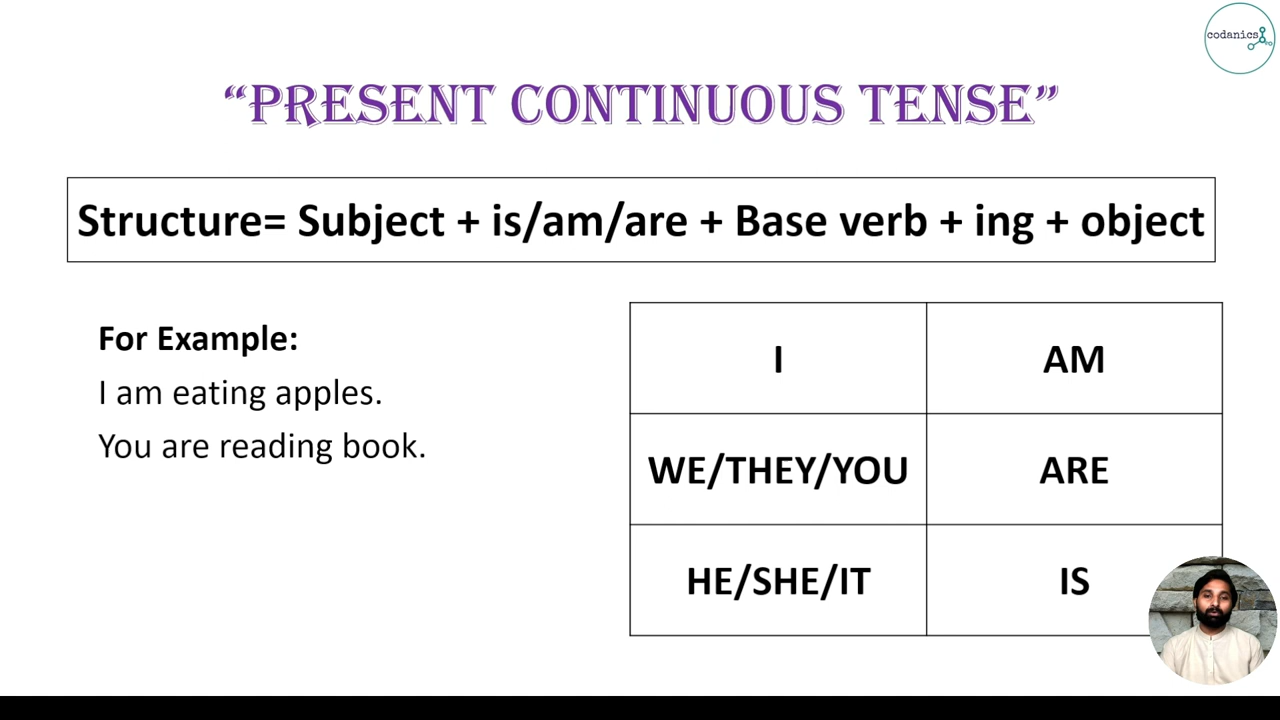 codanics
“PRESENT CONTINUOUS TENSE”
Structure= Subject + is/am/are + Base verb + ing + object
For Example:
I am eating apples.
You are reading book.
I AM
WE/THEY/YOU ARE
HE/SHE/IT IS